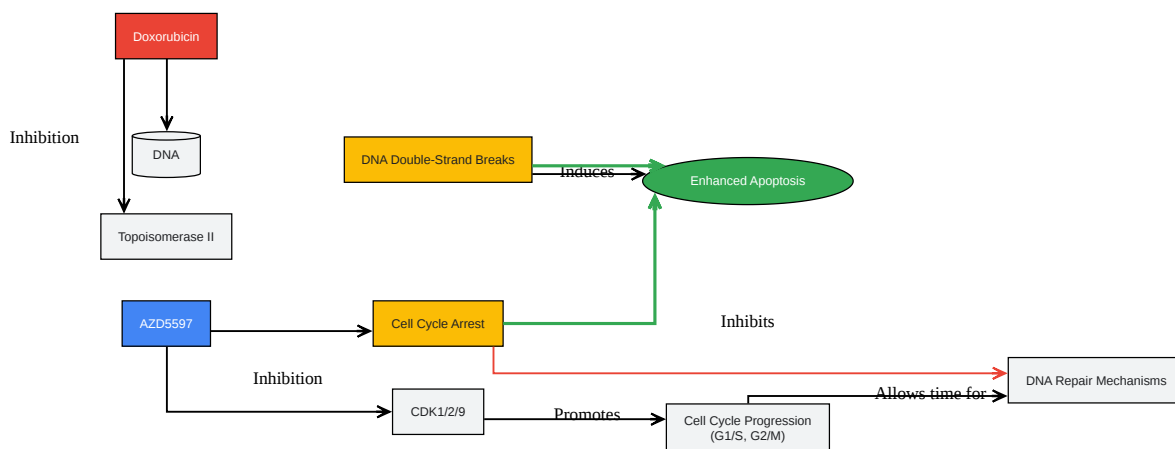 Doxorubicin
Inhibition
DNA
DNA Double-Strand Breaks
Induces
Enhanced Apoptosis
Topoisomerase II
AZD5597
Cell Cycle Arrest
Inhibits
Inhibition
DNA Repair Mechanisms
Allows time for
CDK1/2/9
Promotes
Cell Cycle Progression
(G1/S, G2/M)